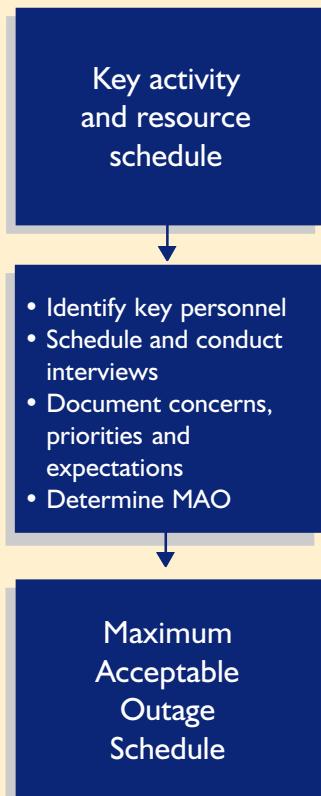 Key activity
and resource
schedule
• Identify key personnel
• Schedule and conduct
interviews
• Document concerns,
priorities and
expectations
• Determine MAO
Maximum
Acceptable
Outage
Schedule